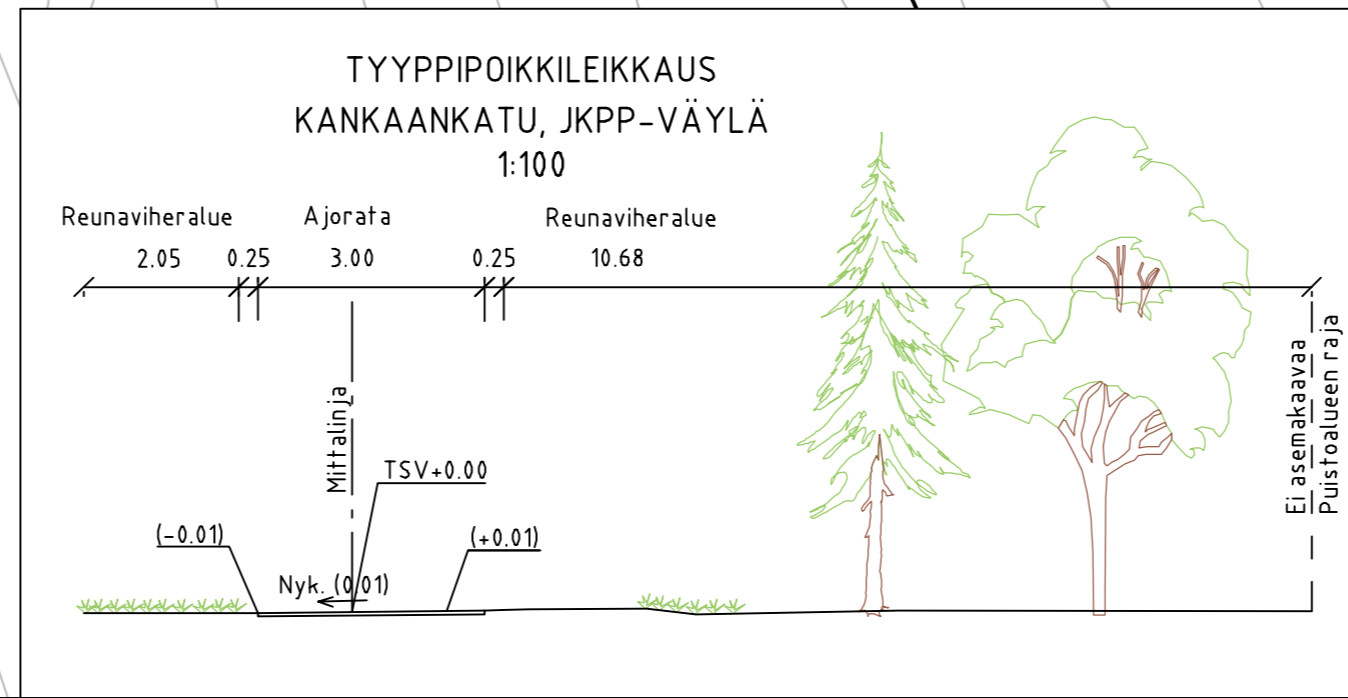 TYYPPIPOIKKILEIKKAUS
KANKAANKATU, JKPP-VÄYLÄ
1:100
Reunaviheralue Ajorata Reunaviheralue
2.05 0.25 3.00 0.25 10.68
Mittalinja
TSV+0.00
(-0.01) (+0.01)
Nyk. (0.01)
Ei asemakaavaa
Puistoalueen raja